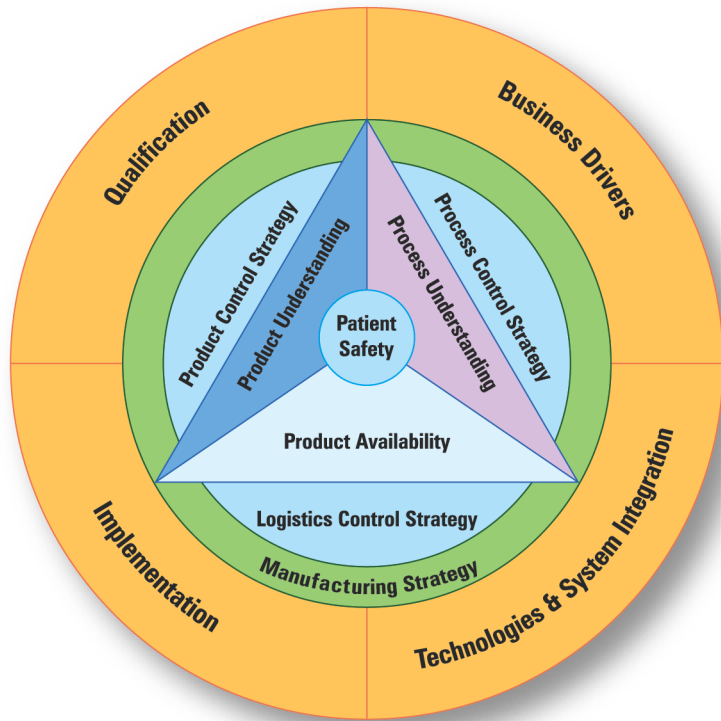 Qualification
Business Drivers
Product Control Strategy
Product Understanding
Process Control Strategy
Process Understanding
Patient
Safety
Product Availability
Logistics Control Strategy
Manufacturing Strategy
Implementation
Technologies & System Integration